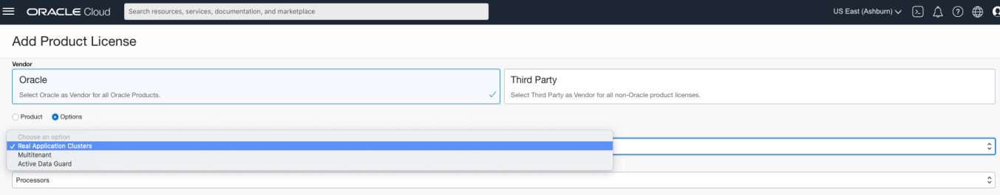 ORACLE Cloud
Search resources, services, documentation, and marketplace
US East (Ashburn)
Add Product License
Vendor
Oracle
Select Oracle as Vendor for all Oracle Products.
Third Party
Select Third Party as Vendor for all non-Oracle product licenses.
Product
Options
Choose an option
Real Application Clusters
Multitenant
Active Data Guard
Processors